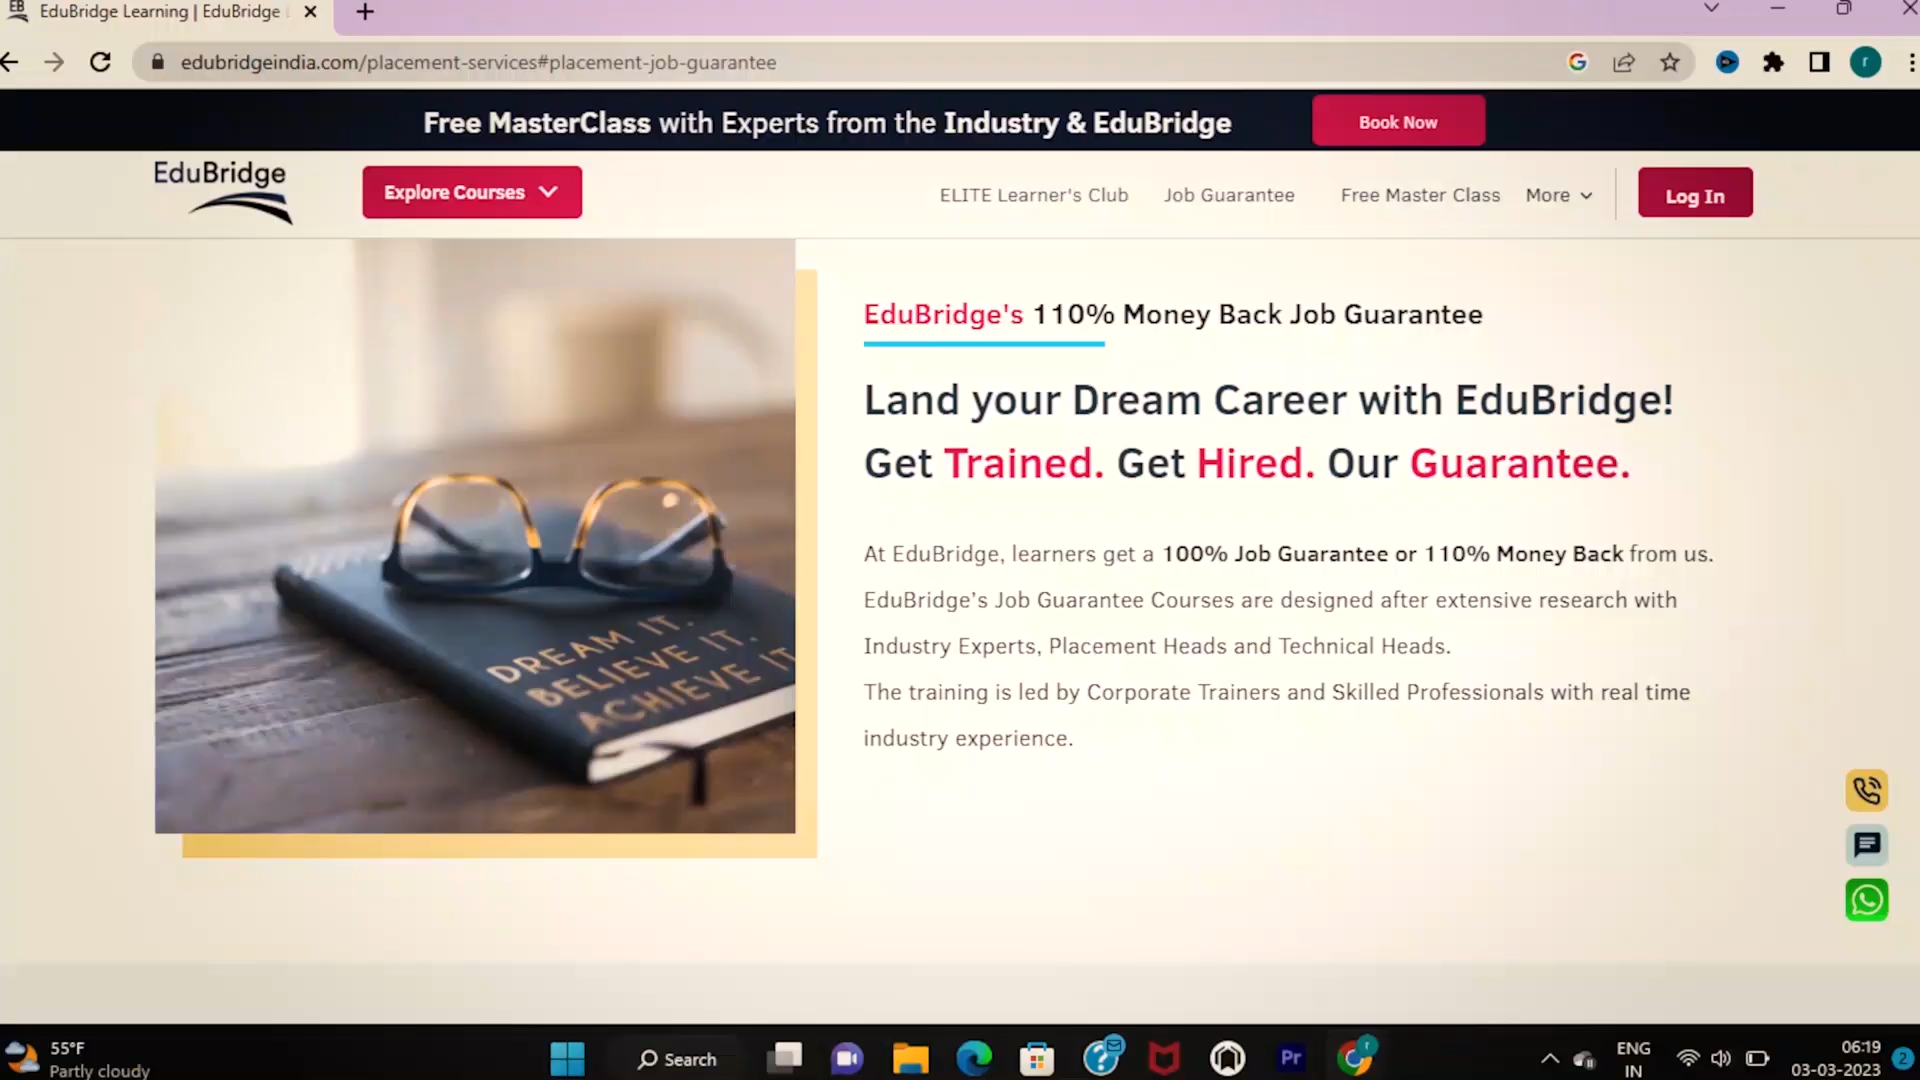 EduBridge Learning | EduBridge
edubridgeindia.com/placement-services#placement-job-guarantee
r
Free MasterClass with Experts from the Industry & EduBridge
Book Now
EduBridge
Explore Courses
ELITE Learner's Club
Job Guarantee
Free Master Class
More
Log In
EduBridge's 110% Money Back Job Guarantee
Land your Dream Career with EduBridge!
Get Trained. Get Hired. Our Guarantee.
At EduBridge, learners get a 100% Job Guarantee or 110% Money Back from us.
EduBridge’s Job Guarantee Courses are designed after extensive research with
Industry Experts, Placement Heads and Technical Heads.
The training is led by Corporate Trainers and Skilled Professionals with real time
industry experience.
DREAM IT.
BELIEVE IT.
ACHIEVE IT
55°F
Partly cloudy
Search
Pr
ENG
IN
06:19
03-03-2023
2